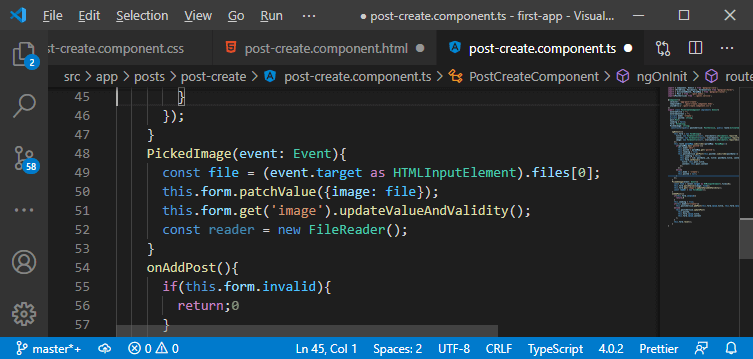 File Edit Selection View Go Run ··· ● post-create.component.ts - first-app - Visual...
st-create.component.css post-create.component.html ● post-create.component.ts ●
src > app > posts > post-create > post-create.component.ts > PostCreateComponent > ngOnInit > route
2
58
45 }
46 });
47 }
48 PickedImage(event: Event){
49 const file = (event.target as HTMLInputElement).files[0];
50 this.form.patchValue({image: file});
51 this.form.get('image').updateValueAndValidity();
52 const reader = new FileReader();
53 }
54 onAddPost(){
55 if(this.form.invalid){
56 return;0
57 }
master*+ 0 0 Ln 45, Col 1 Spaces: 2 UTF-8 CRLF TypeScript 4.0.2 Prettier